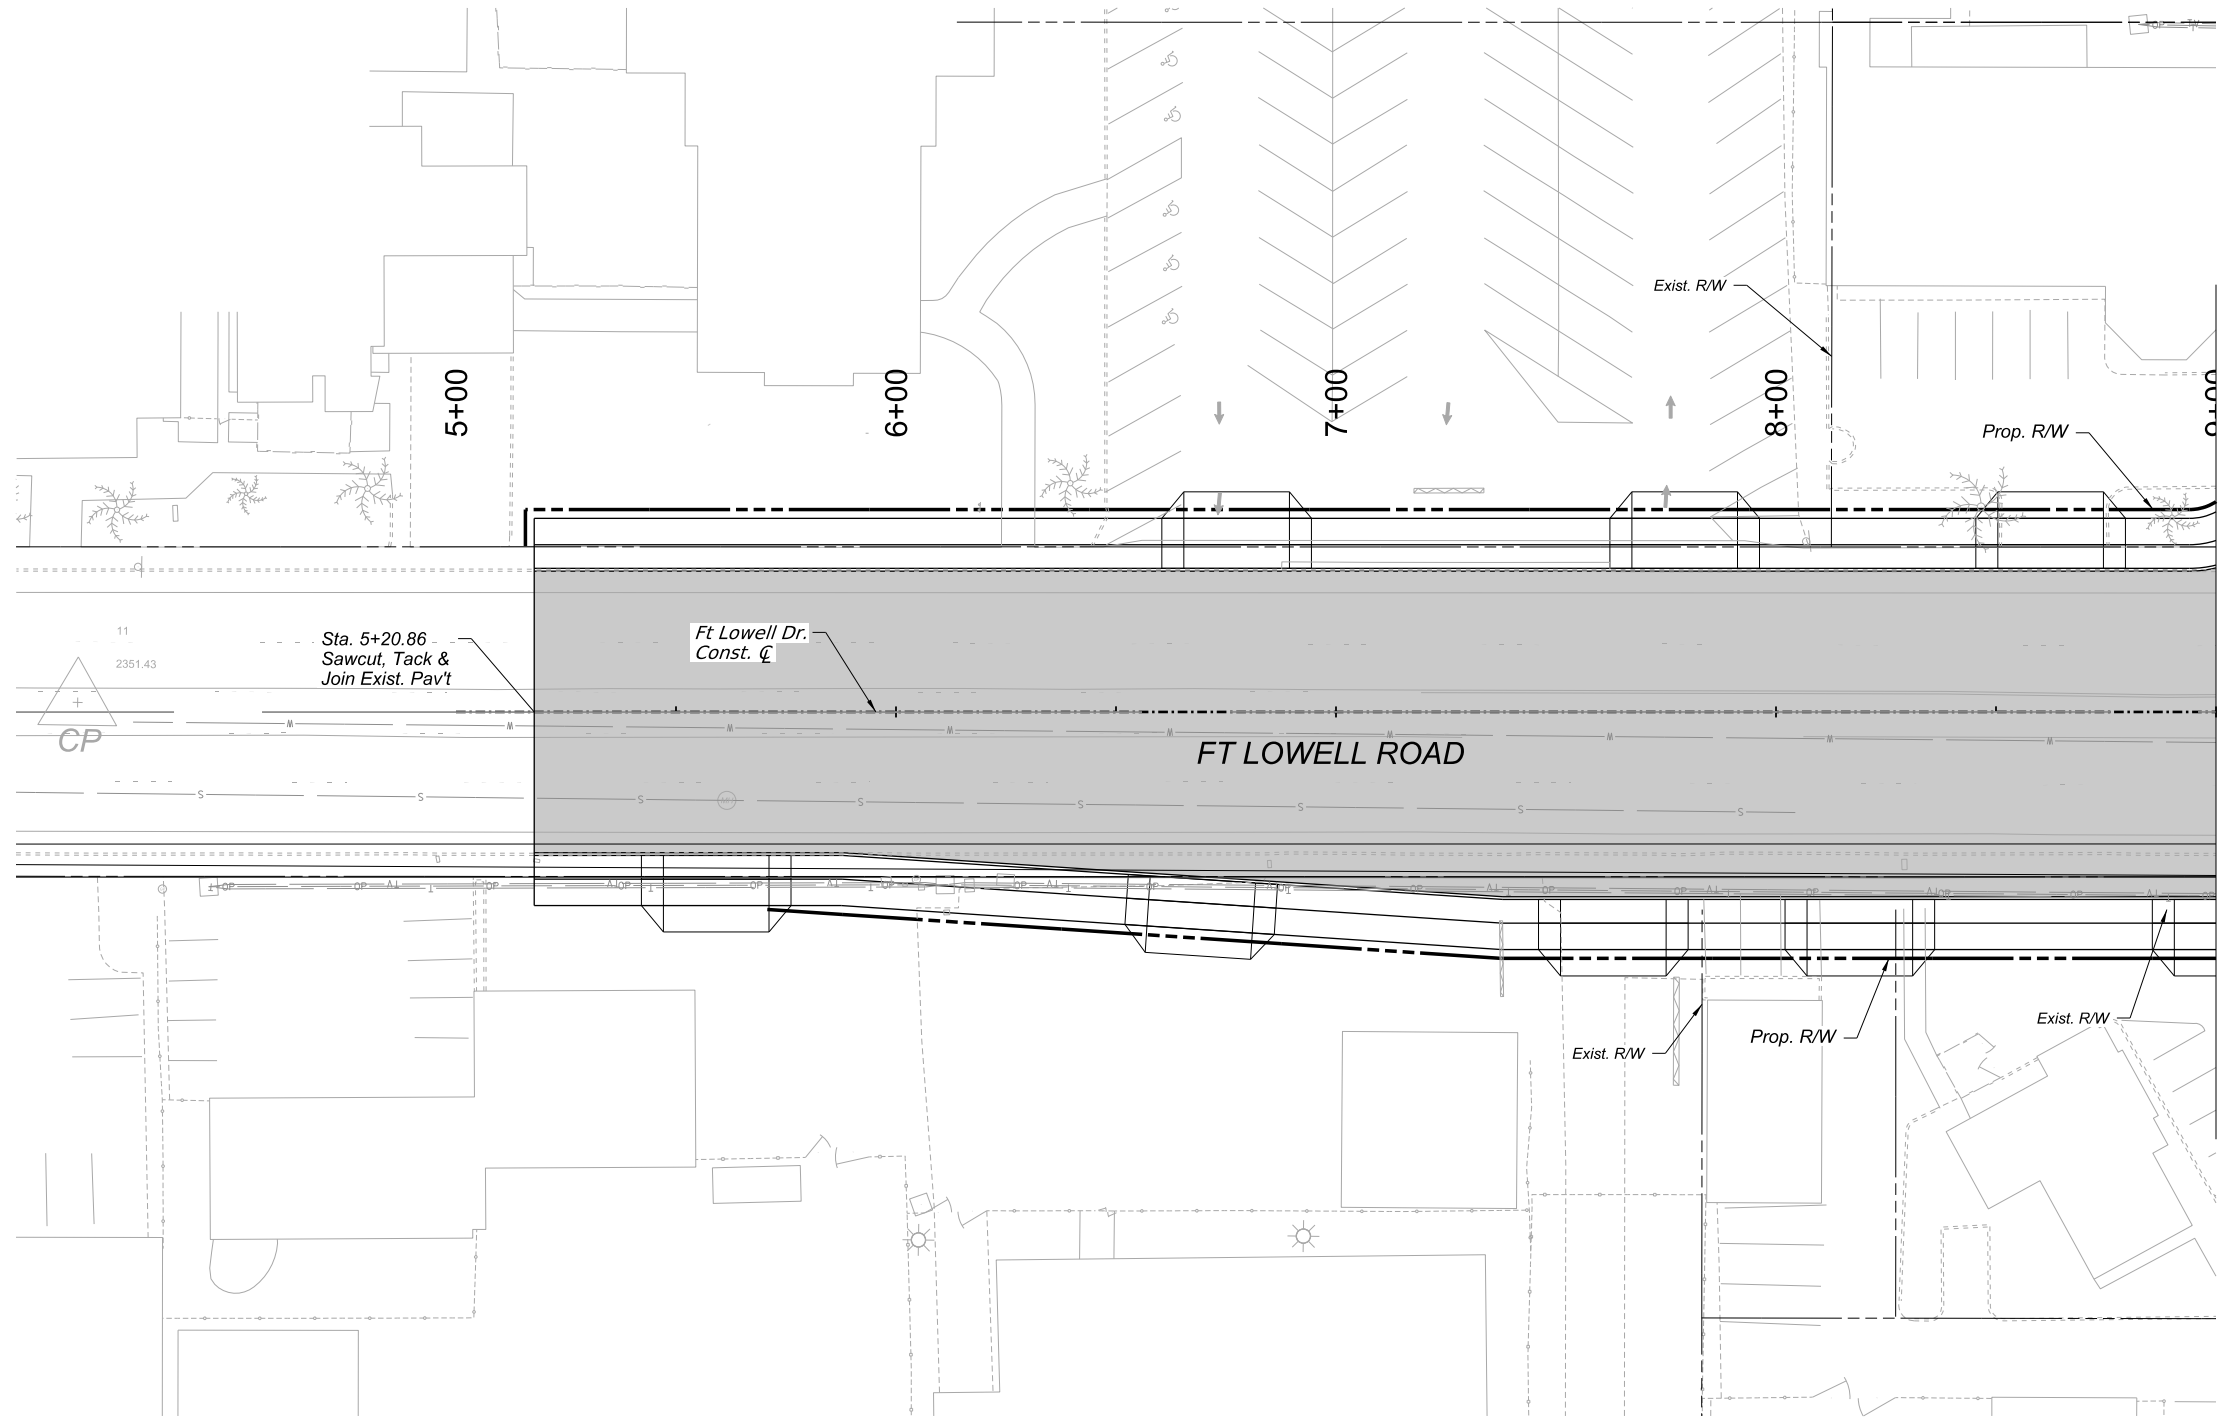 Exist. R/W
5+00
6+00
7+00
8+00
Prop. R/W
11
2351.43
Sta. 5+20.86
Sawcut, Tack &
Join Exist. Pav't
Ft Lowell Dr.
Const. ℄
CP
W W W W W W W W W
FT LOWELL ROAD
S S S S S S S S
Exist. R/W
Prop. R/W
Exist. R/W